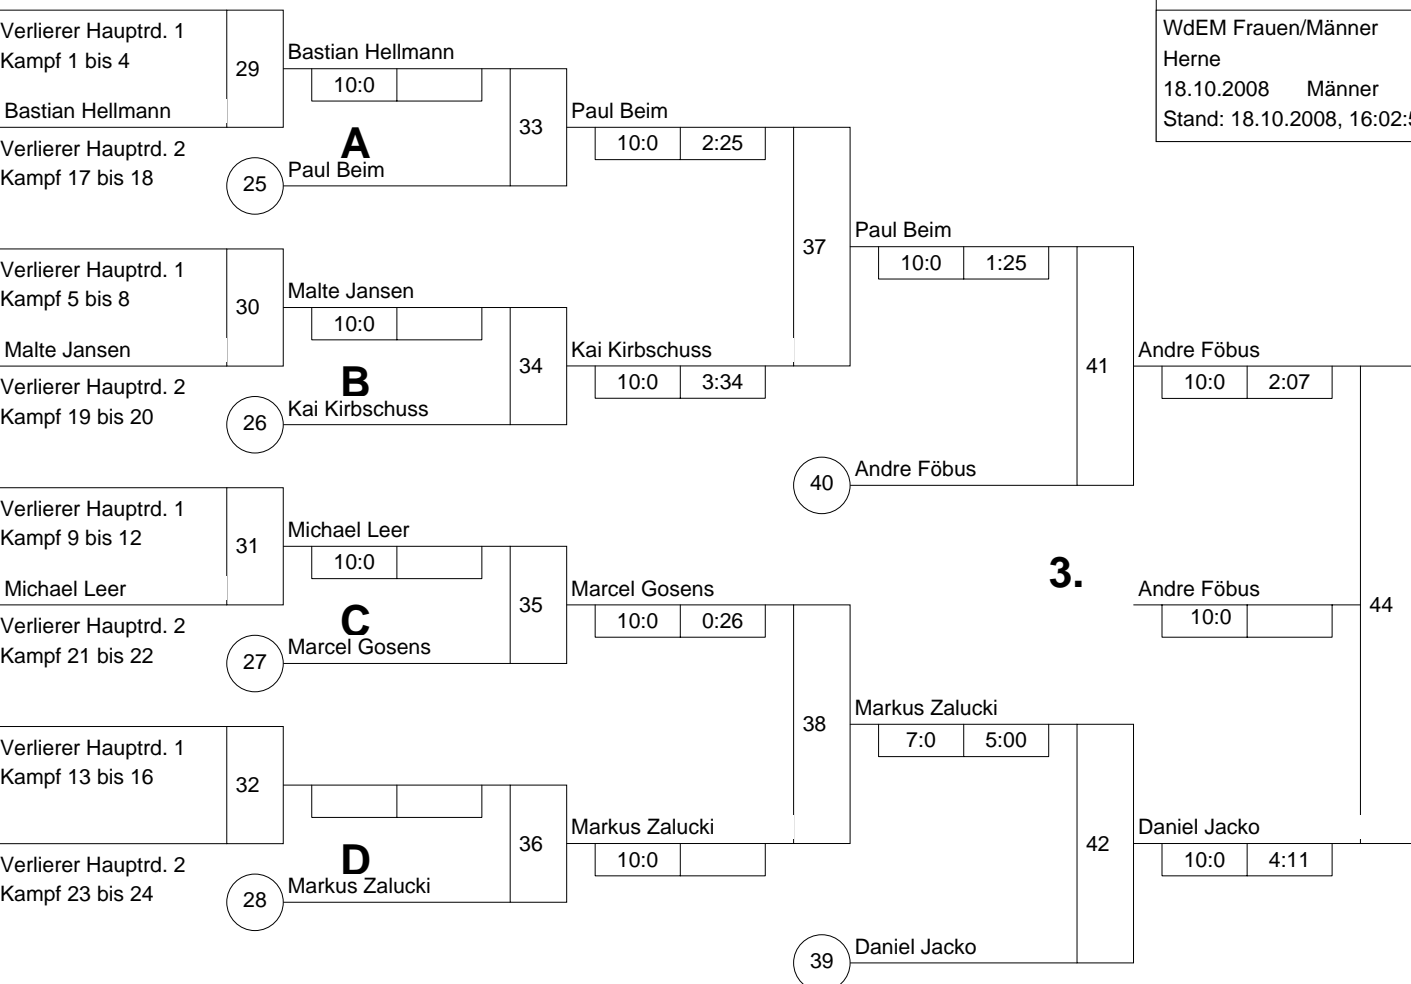 WdEM Frauen/Männer
Herne
18.10.2008 Männer
Stand: 18.10.2008, 16:02:5
Verlierer Hauptrd. 1
Kampf 1 bis 4
29
Bastian Hellmann
10:0
Bastian Hellmann
Verlierer Hauptrd. 2
Kampf 17 bis 18
A
25
Paul Beim
33
Paul Beim
10:0 2:25
Verlierer Hauptrd. 1
Kampf 5 bis 8
30
Malte Jansen
10:0
Malte Jansen
Verlierer Hauptrd. 2
Kampf 19 bis 20
B
26
Kai Kirbschuss
34
Kai Kirbschuss
10:0 3:34
37
Paul Beim
10:0 1:25
40
Andre Föbus
41
Andre Föbus
10:0 2:07
Verlierer Hauptrd. 1
Kampf 9 bis 12
31
Michael Leer
10:0
Michael Leer
Verlierer Hauptrd. 2
Kampf 21 bis 22
C
27
Marcel Gosens
35
Marcel Gosens
10:0 0:26
3.
Andre Föbus
10:0
44
Verlierer Hauptrd. 1
Kampf 13 bis 16
32
Verlierer Hauptrd. 2
Kampf 23 bis 24
D
28
Markus Zalucki
36
Markus Zalucki
10:0
38
Markus Zalucki
7:0 5:00
39
Daniel Jacko
42
Daniel Jacko
10:0 4:11